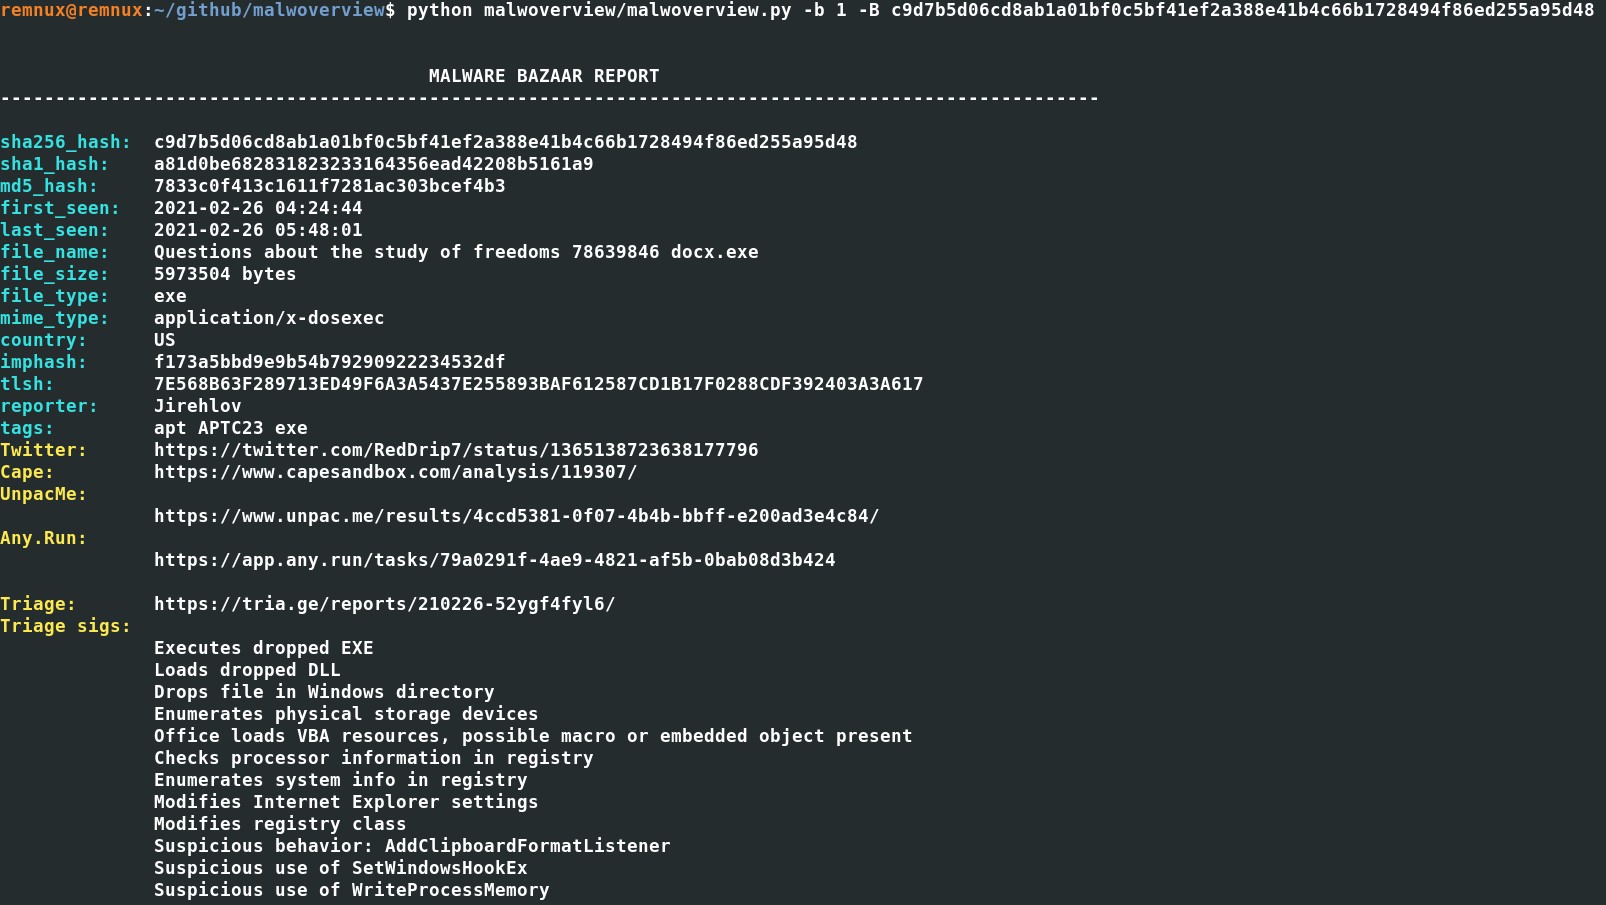 remnux@remnux:~/github/malwoverview$ python malwoverview/malwoverview.py -b 1 -B c9d7b5d06cd8ab1a01bf0c5bf41ef2a388e41b4c66b1728494f86ed255a95d48
MALWARE BAZAAR REPORT
----------------------------------------------------------------------------------------------------
sha256_hash:  c9d7b5d06cd8ab1a01bf0c5bf41ef2a388e41b4c66b1728494f86ed255a95d48
sha1_hash:    a81d0be682831823233164356ead42208b5161a9
md5_hash:     7833c0f413c1611f7281ac303bcef4b3
first_seen:   2021-02-26 04:24:44
last_seen:    2021-02-26 05:48:01
file_name:    Questions about the study of freedoms 78639846 docx.exe
file_size:    5973504 bytes
file_type:    exe
mime_type:    application/x-dosexec
country:      US
imphash:      f173a5bbd9e9b54b79290922234532df
tlsh:         7E568B63F289713ED49F6A3A5437E255893BAF612587CD1B17F0288CDF392403A3A617
reporter:     Jirehlov
tags:         apt APTC23 exe
Twitter:      https://twitter.com/RedDrip7/status/1365138723638177796
Cape:         https://www.capesandbox.com/analysis/119307/
UnpacMe:
https://www.unpac.me/results/4ccd5381-0f07-4b4b-bbff-e200ad3e4c84/
Any.Run:
https://app.any.run/tasks/79a0291f-4ae9-4821-af5b-0bab08d3b424
Triage:       https://tria.ge/reports/210226-52ygf4fyl6/
Triage sigs:
Executes dropped EXE
Loads dropped DLL
Drops file in Windows directory
Enumerates physical storage devices
Office loads VBA resources, possible macro or embedded object present
Checks processor information in registry
Enumerates system info in registry
Modifies Internet Explorer settings
Modifies registry class
Suspicious behavior: AddClipboardFormatListener
Suspicious use of SetWindowsHookEx
Suspicious use of WriteProcessMemory